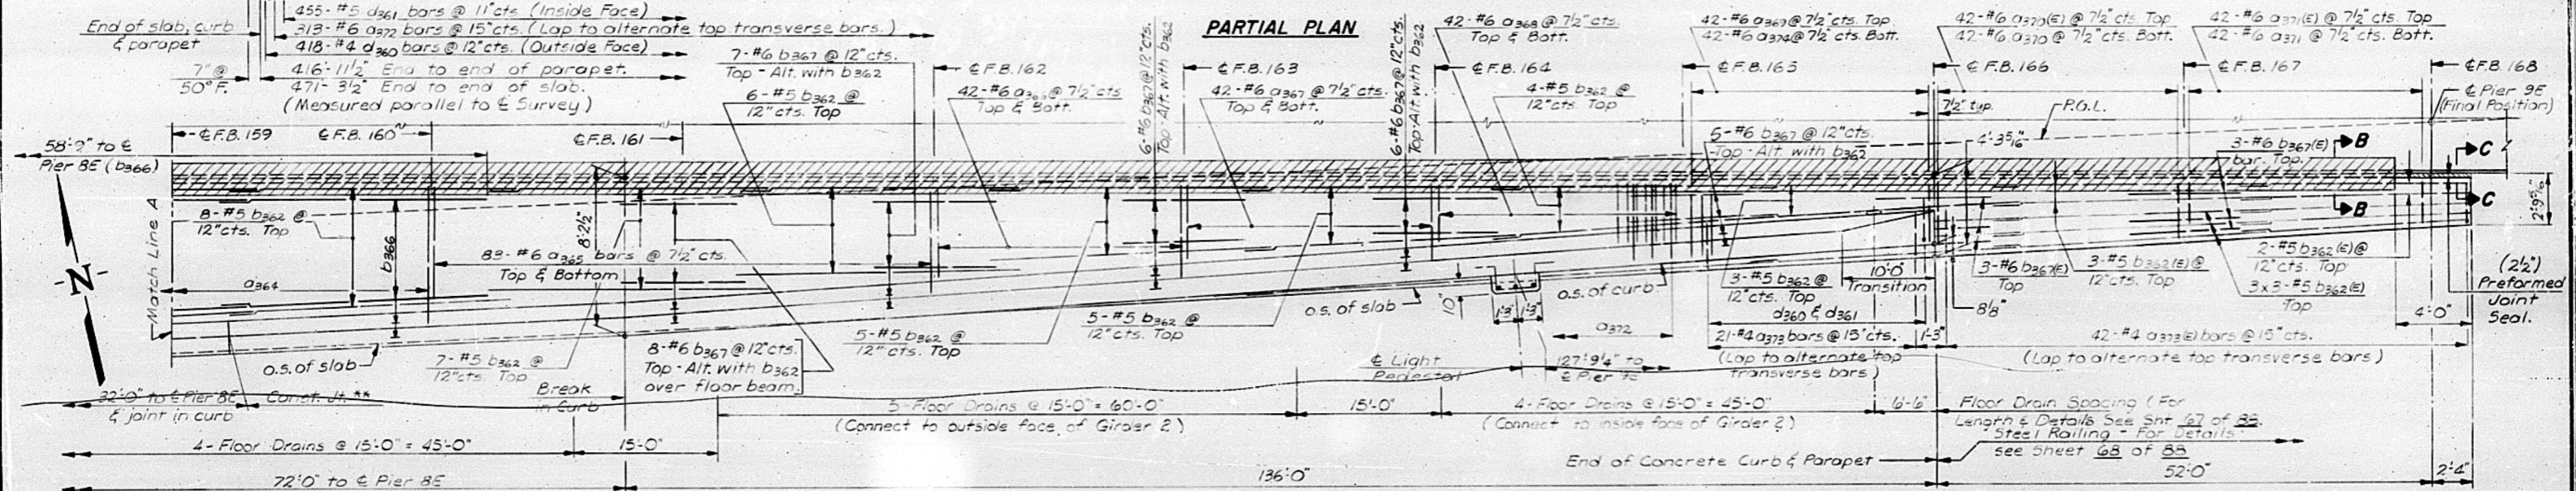 455-#5 d361 bars @ 11"cts (Inside Face)
313-#6 a372 bars @ 15"cts. (Lap to alternate top transverse bars.)
418-#4 d360 bars @ 12"cts. (Outside Face)
416'-11½" End to end of parapet.
471'-3½" End to end of slab.
(Measured parallel to ℄ Survey)
End of slab, curb
& parapet
7" @
50°F.
PARTIAL PLAN
7-#6 b367 @ 12"cts.
Top - Alt. with b362
6-#5 b362 @
12"cts. Top
6-#6 b367 @ 12"cts.
Top-Alt. with b362
6-#6 b367 @ 12"cts.
Top-Alt. with b362
42-#6 a368 @ 7½"cts.
Top & Bott.
42-#6 a369 @ 7½"cts. Top
42-#6 a374 @ 7½"cts. Bott.
42-#6 a370(E) @ 7½"cts. Top
42-#6 a370 @ 7½"cts. Bott.
42-#6 a371(E) @ 7½"cts. Top
42-#6 a371 @ 7½"cts. Bott.
℄ F.B. 159
℄ F.B. 160
℄ F.B. 161
℄ F.B. 162
℄ F.B. 163
℄ F.B. 164
℄ F.B. 165
℄ F.B. 166
℄ F.B. 167
℄ F.B. 168
℄ Pier 9E
(Final Position)
42-#6 a366 @ 7½"cts
Top & Bott.
42-#6 a367 @ 7½"cts.
Top & Bott.
4-#5 b362 @
12"cts. Top
7½" typ.
P.G.L.
58'-9" to ℄
Pier 8E (b366)
6-#6 b367 @ 12"cts.
Top - Alt. with b362
4'-3 5/16"
3-#6 b367(E)
bar. Top.
B
C
B
C
2'-9 5/16"
N
Match Line A
8-#5 b362 @
12"cts. Top
b366
8'-2½"
83-#6 a365 bars @ 7½"cts.
Top & Bottom
a364
o.s. of slab
7-#5 b362 @
12"cts. Top
8-#6 b367 @ 12"cts.
Top-Alt. with b362
over floor beam.
5-#5 b362 @
12"cts. Top
5-#5 b362 @
12"cts. Top
o.s. of slab
10"
1'-3"
1'-3"
o.s. of curb
a372
3-#5 b362 @
12"cts. Top
d360 & d361
10'-0"
Transition
3-#6 b367(E)
Top
3-#5 b362(E) @
12"cts. Top
2-#5 b362(E) @
12"cts. Top
3x3-#5 b362(E)
Top
(2½")
Preformed
Joint
Seal.
4'-0"
21-#4 a373 bars @ 15"cts.
(Lap to alternate top
transverse bars)
1'-3"
42-#4 a373(E) bars @ 15"cts.
(Lap to alternate top transverse bars)
℄ Light
Pedestal
127'-9¼" to
℄ Pier 9E
32'-0" to ℄ Pier 8E
& joint in curb
Const. Jt. **
Break
in Curb
5-Floor Drains @ 15'-0" = 60'-0"
(Connect to outside face of Girder 2)
15'-0"
4-Floor Drains @ 15'-0" = 45'-0"
(Connect to inside face of Girder 2)
6'-6"
Floor Drain Spacing (For
Length & Details See Sht 67 of 88.
Steel Railing - For Details
see Sheet 68 of 88
4-Floor Drains @ 15'-0" = 45'-0"
15'-0"
End of Concrete Curb & Parapet
72'-0" to ℄ Pier 8E
136'-0"
52'-0"
2'-4"